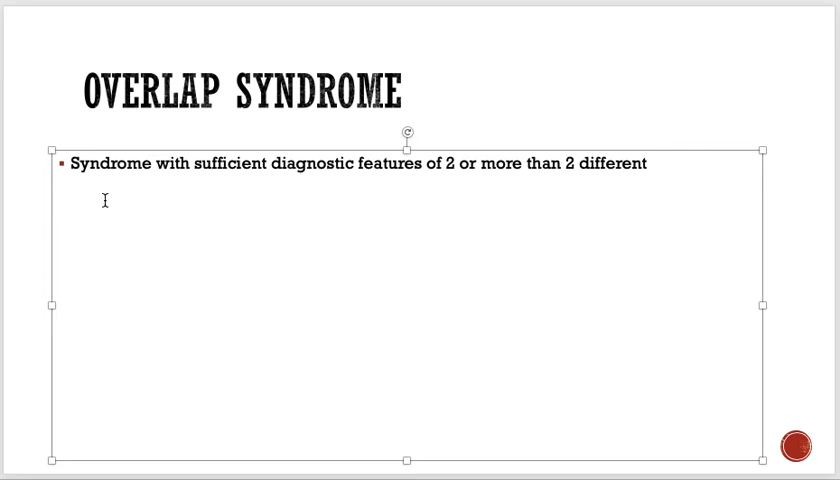 OVERLAP SYNDROME
▪ Syndrome with sufficient diagnostic features of 2 or more than 2 different